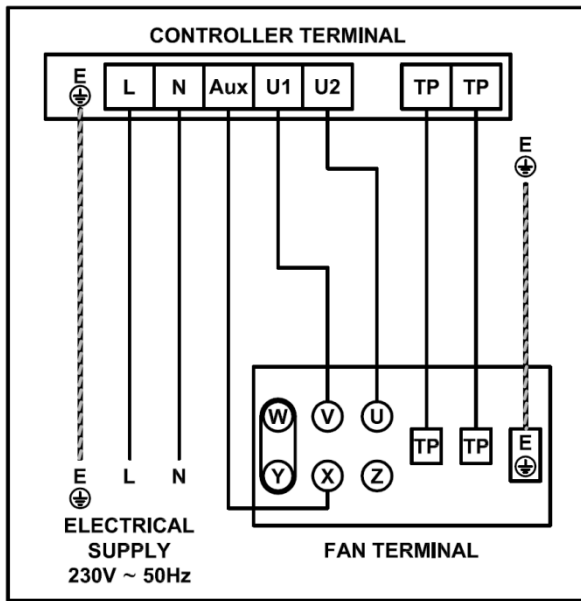 CONTROLLER TERMINAL
E L N Aux U1 U2 TP TP
E
W V U
TP TP E
Y X Z
E L N
ELECTRICAL
SUPPLY
230V ~ 50Hz
FAN TERMINAL